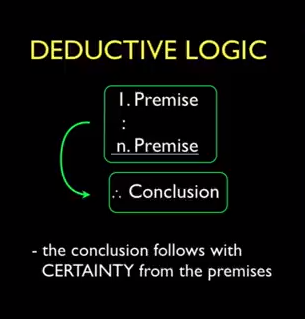 DEDUCTIVE LOGIC
1. Premise
:
n. Premise
∴ Conclusion
- the conclusion follows with
CERTAINTY from the premises